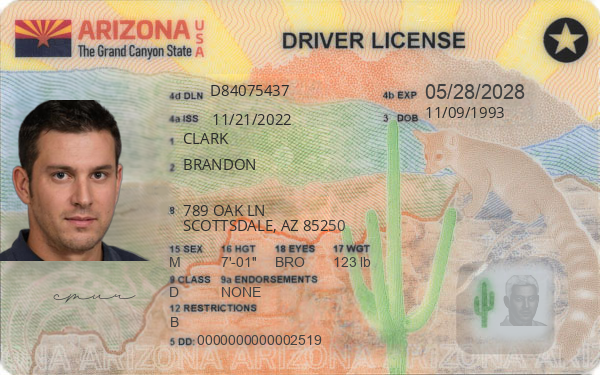 ARIZONA USA
The Grand Canyon State
DRIVER LICENSE
4d DLN D84075437
4b EXP 05/28/2028
4a ISS 11/21/2022
3 DOB 11/09/1993
1 CLARK
2 BRANDON
8 789 OAK LN
SCOTTSDALE, AZ 85250
15 SEX 16 HGT 18 EYES 17 WGT
M 7'-01" BRO 123 lb
9 CLASS 9a ENDORSEMENTS
D NONE
12 RESTRICTIONS
B
5 DD: 0000000000002519
ARIZONA ARIZONA ARIZONA ARIZONA